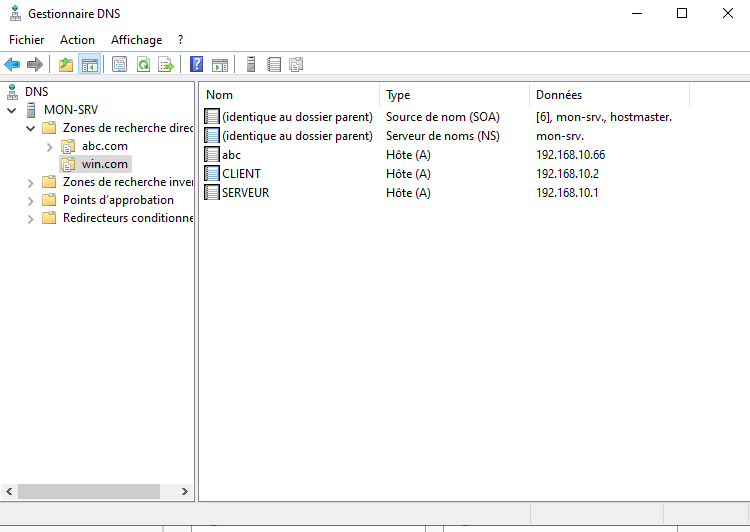 Gestionnaire DNS
Fichier Action Affichage ?
DNS
MON-SRV
Zones de recherche direc
abc.com
win.com
Zones de recherche inver
Points d'approbation
Redirecteurs conditionne
Nom Type Données
(identique au dossier parent) Source de nom (SOA) [6], mon-srv., hostmaster.
(identique au dossier parent) Serveur de noms (NS) mon-srv.
abc Hôte (A) 192.168.10.66
CLIENT Hôte (A) 192.168.10.2
SERVEUR Hôte (A) 192.168.10.1